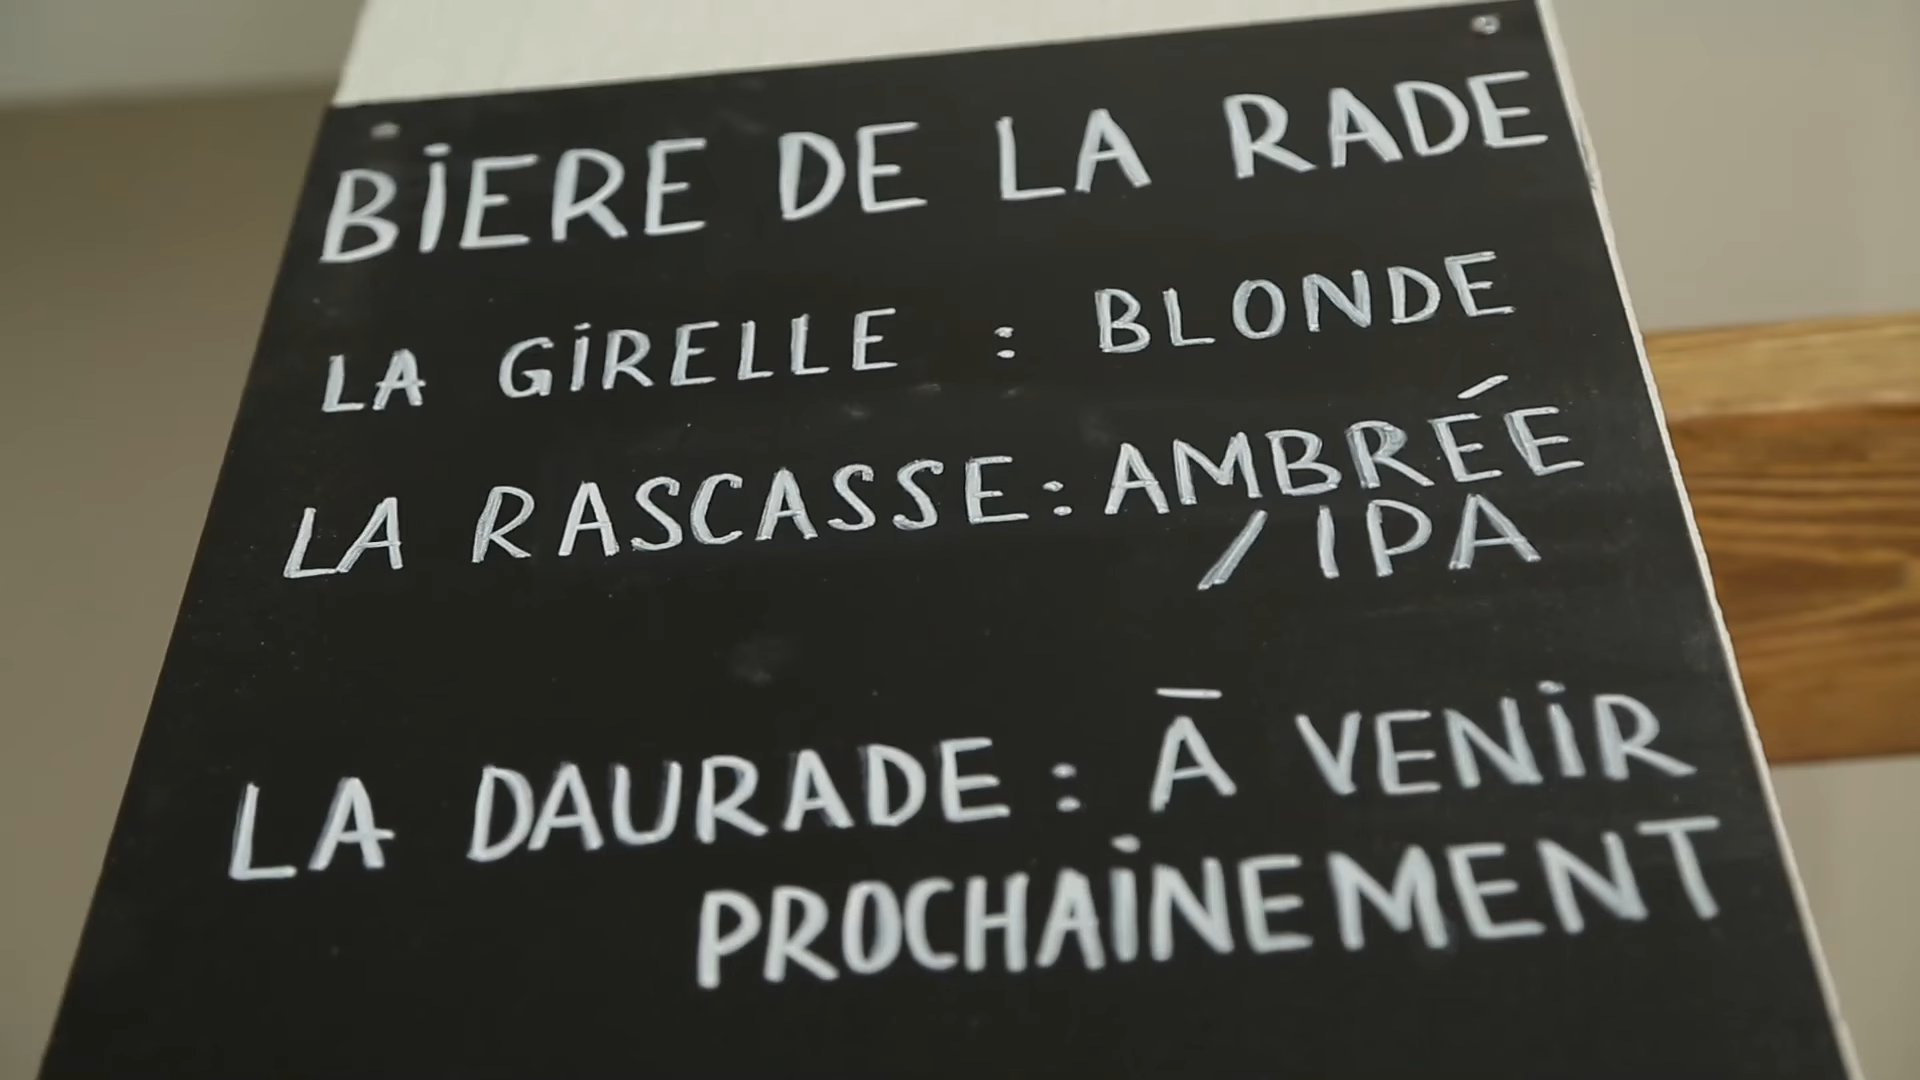 BiERE DE LA RADE
LA GiRELLE : BLONDE
LA RASCASSE : AMBRÉE
/ IPA
LA DAURADE : À VENiR
PROCHAiNEMENT